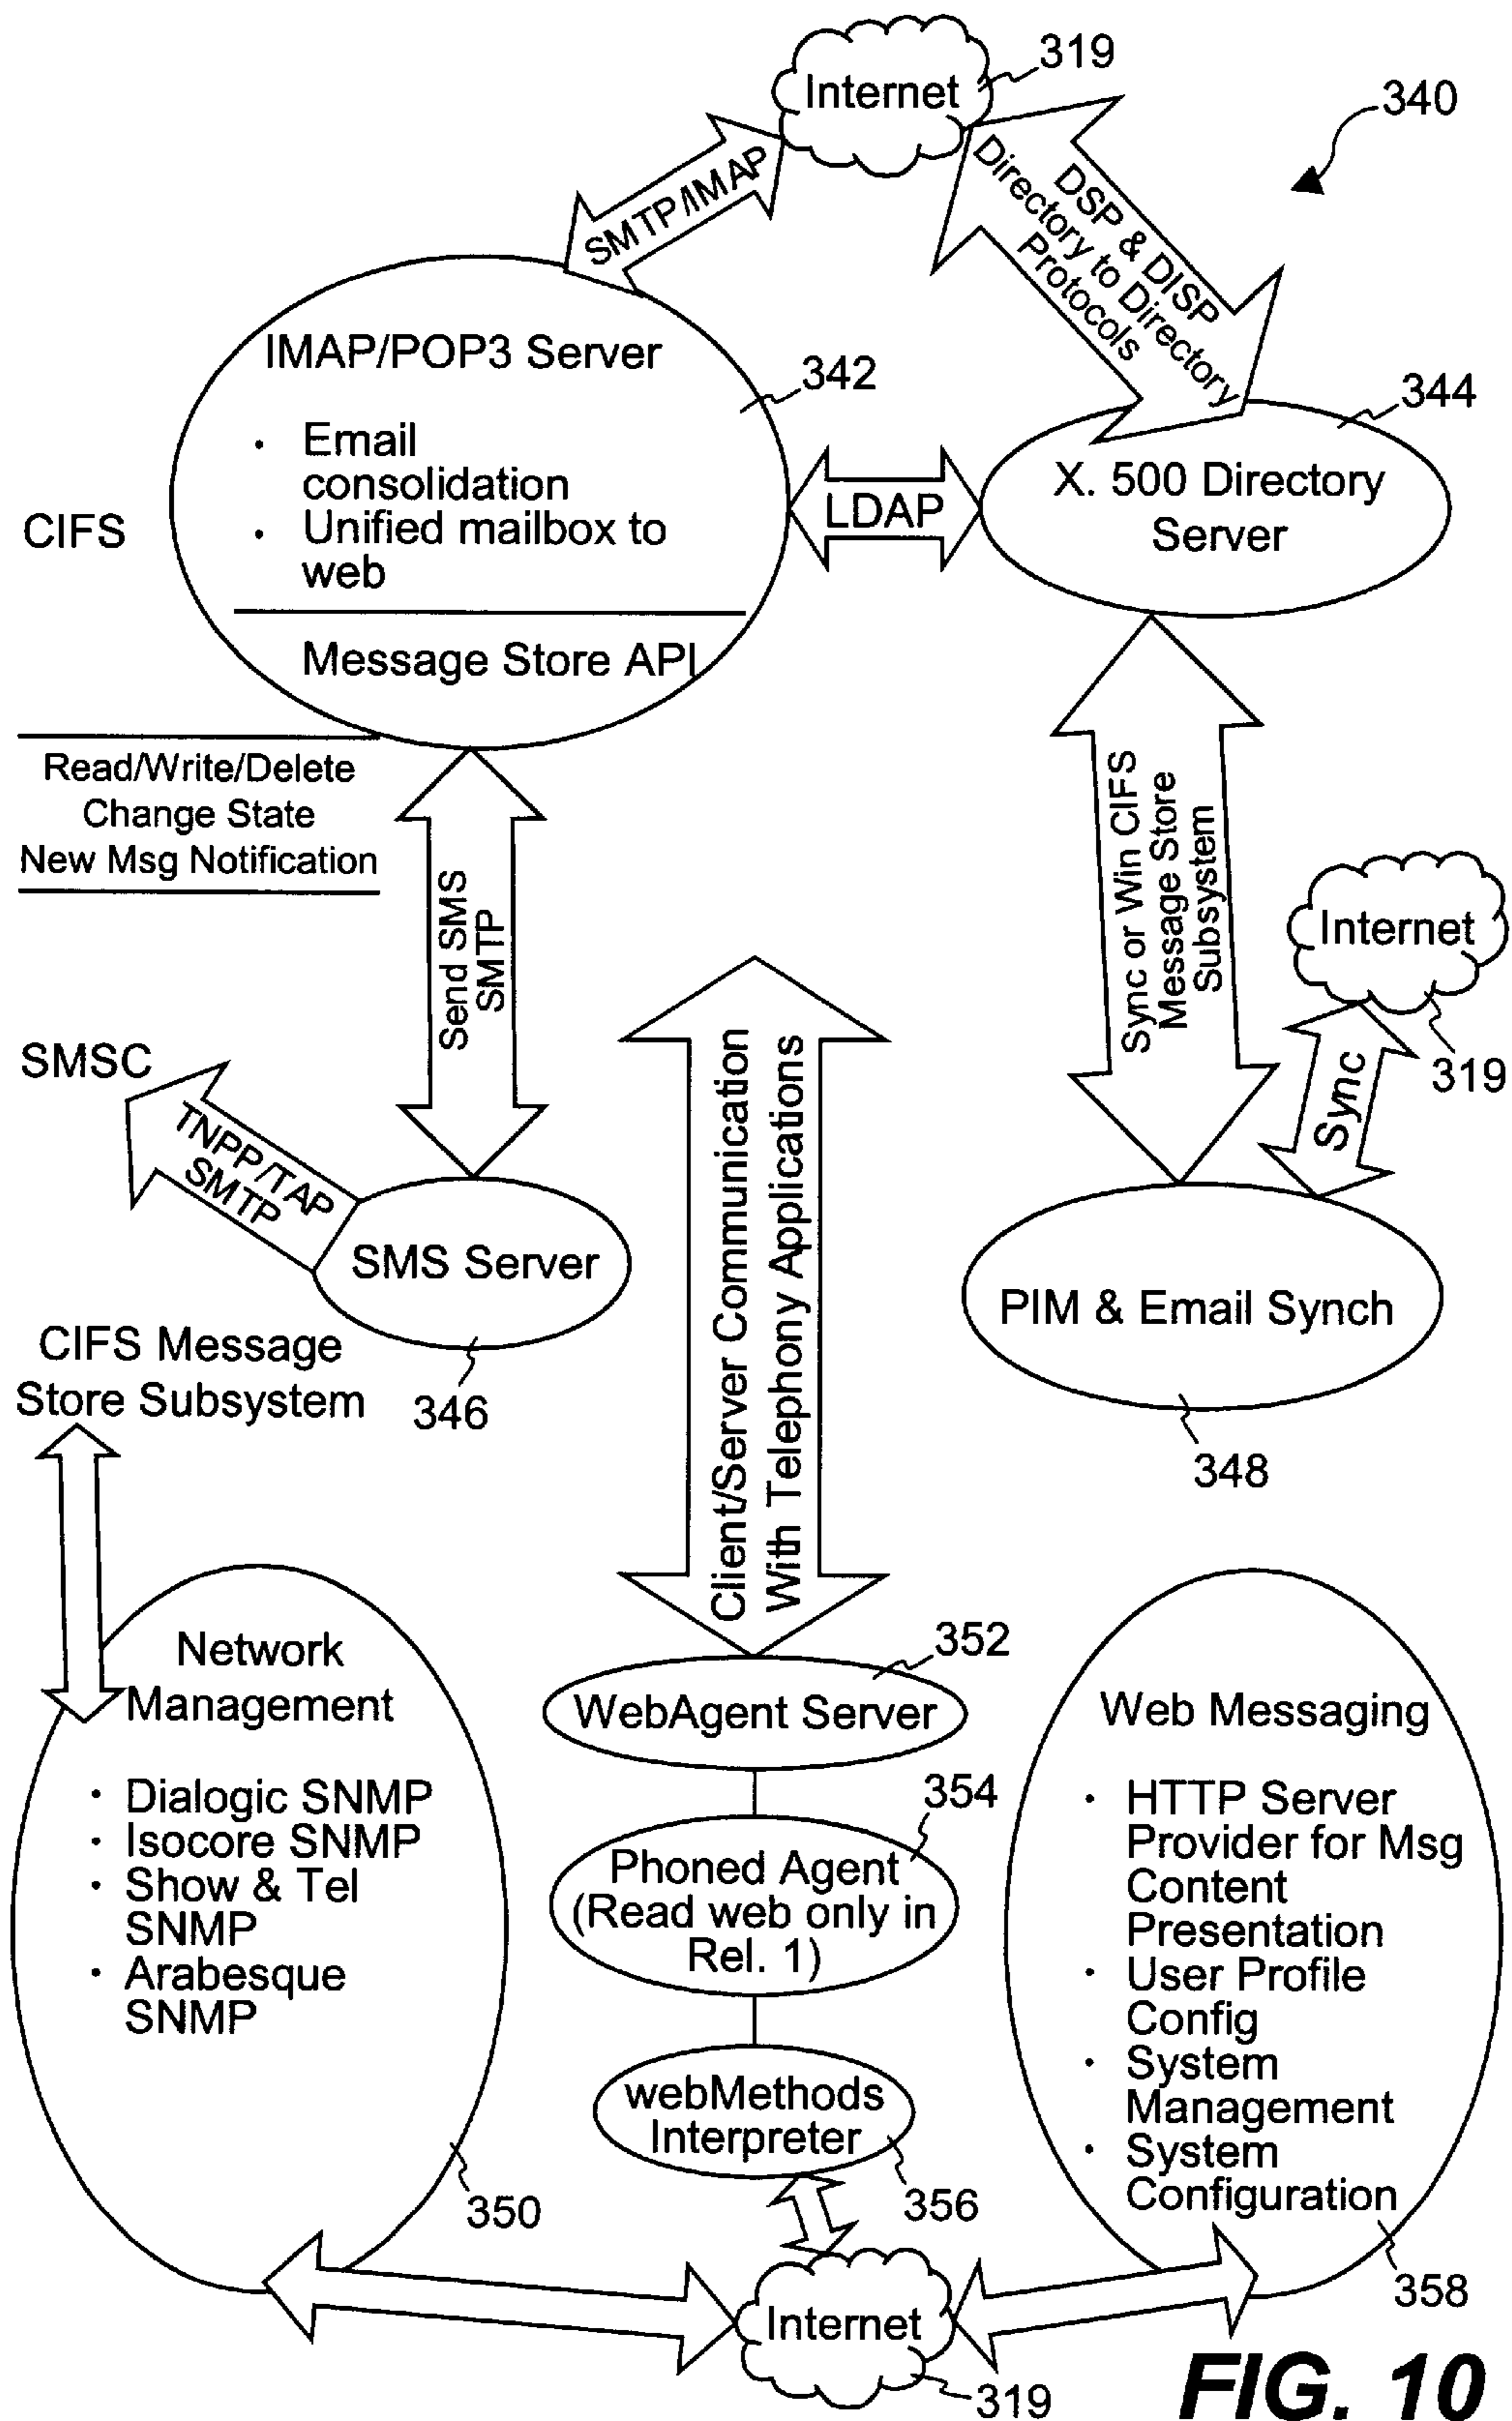 Internet
319
340
SMTP/IMAP
DSP & DISP
Directory to Directory
Protocols
IMAP/POP3 Server
342
· Email
consolidation
· Unified mailbox to
web
Message Store API
CIFS
LDAP
344
X. 500 Directory
Server
Read/Write/Delete
Change State
New Msg Notification
Send SMS
SMTP
Sync or Win CIFS
Message Store
Subsystem
Internet
319
Sync
SMSC
TNPP/TAP
SMTP
SMS Server
346
Client/Server Communication
With Telephony Applications
PIM & Email Synch
348
CIFS Message
Store Subsystem
Network
Management
· Dialogic SNMP
· Isocore SNMP
· Show & Tel
SNMP
· Arabesque
SNMP
350
352
WebAgent Server
354
Phoned Agent
(Read web only in
Rel. 1)
webMethods
Interpreter
356
Web Messaging
· HTTP Server
Provider for Msg
Content
Presentation
· User Profile
Config
· System
Management
· System
Configuration
358
Internet
319
FIG. 10